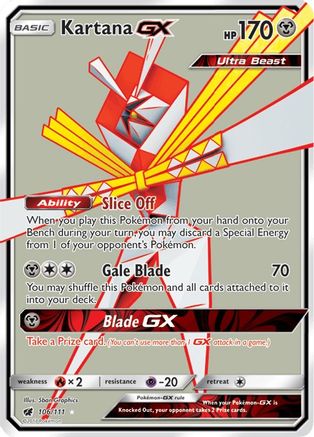 BASIC Kartana GX HP 170
Ultra Beast
Ability Slice Off
When you play this Pokémon from your hand onto your
Bench during your turn, you may discard a Special Energy
from 1 of your opponent's Pokémon.
Gale Blade 70
You may shuffle this Pokémon and all cards attached to it
into your deck.
Blade GX
Take a Prize card. (You can't use more than 1 GX attack in a game.)
weakness ×2 resistance -20 retreat
Illus. 5ban Graphics
106/111
Pokémon-GX rule
When your Pokémon-GX is
Knocked Out, your opponent takes 2 Prize cards.